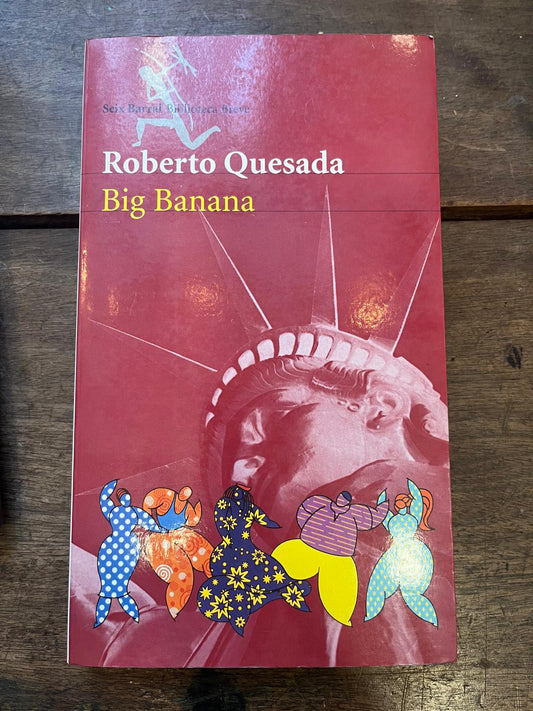 Seix Barral Biblioteca Breve
Roberto Quesada
Big Banana